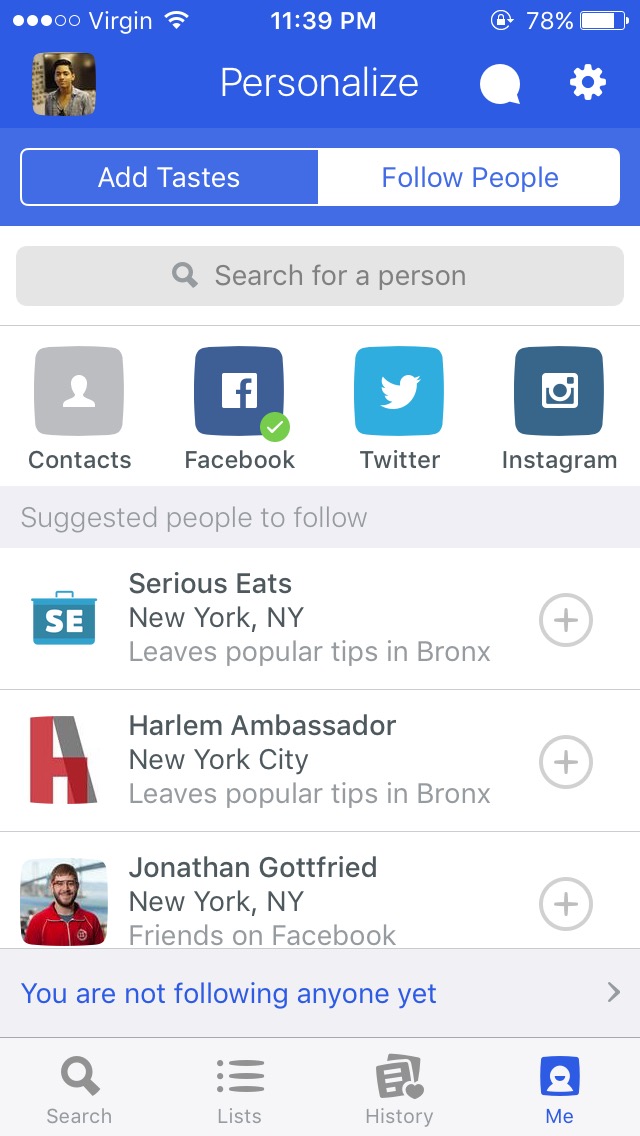 Virgin 11:39 PM 78%
Personalize
Add Tastes Follow People
Search for a person
Contacts Facebook Twitter Instagram
Suggested people to follow
SE
Serious Eats
New York, NY
Leaves popular tips in Bronx
H
Harlem Ambassador
New York City
Leaves popular tips in Bronx
Jonathan Gottfried
New York, NY
Friends on Facebook
You are not following anyone yet
Search Lists History Me